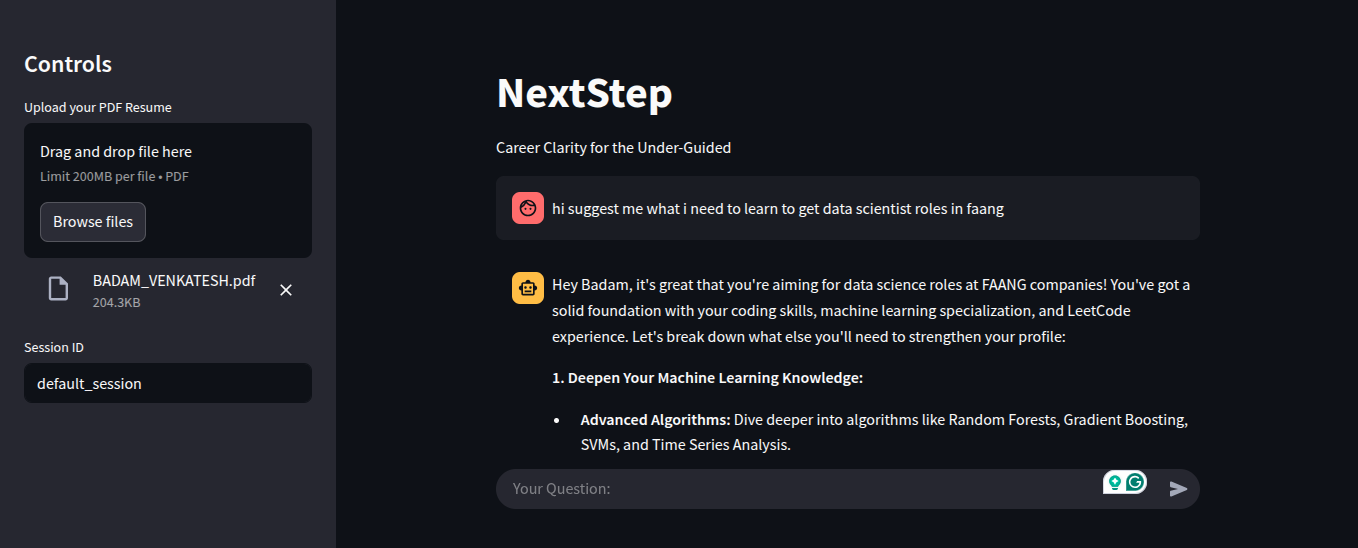 Controls
Upload your PDF Resume
Drag and drop file here
Limit 200MB per file • PDF
Browse files
BADAM_VENKATESH.pdf
204.3KB
Session ID
default_session
NextStep
Career Clarity for the Under-Guided
hi suggest me what i need to learn to get data scientist roles in faang
Hey Badam, it's great that you're aiming for data science roles at FAANG companies! You've got a
solid foundation with your coding skills, machine learning specialization, and LeetCode
experience. Let's break down what else you'll need to strengthen your profile:
1. Deepen Your Machine Learning Knowledge:
• Advanced Algorithms: Dive deeper into algorithms like Random Forests, Gradient Boosting,
SVMs, and Time Series Analysis.
Your Question: